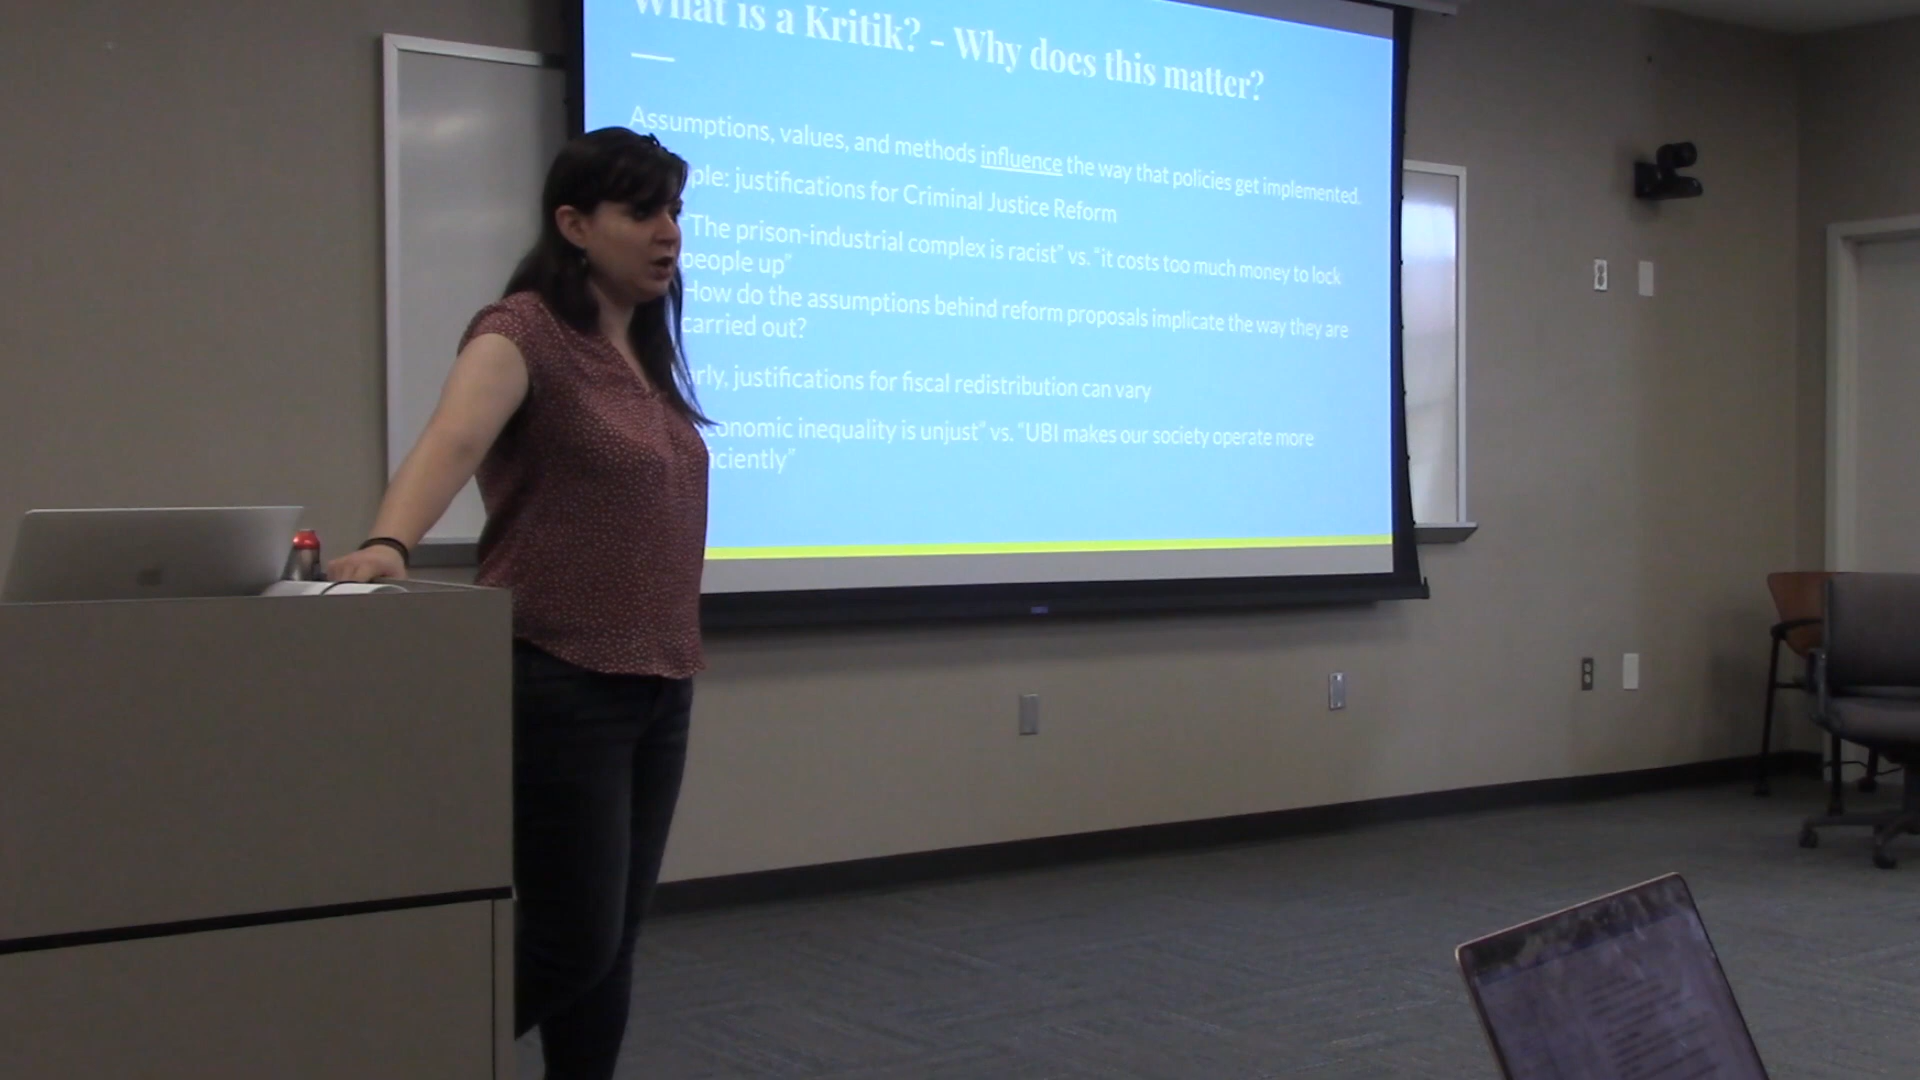 What is a Kritik? - Why does this matter?
Assumptions, values, and methods influence the way that policies get implemented.
ple: justifications for Criminal Justice Reform
"The prison-industrial complex is racist" vs. "it costs too much money to lock
people up"
How do the assumptions behind reform proposals implicate the way they are
carried out?
rly, justifications for fiscal redistribution can vary
conomic inequality is unjust" vs. "UBI makes our society operate more
ficiently"